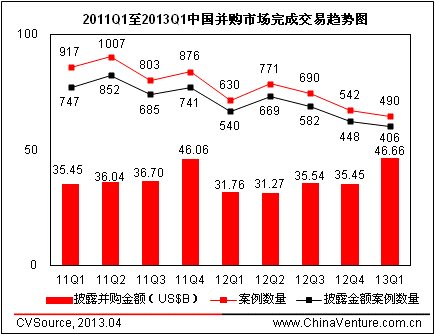 2011Q1至2013Q1中国并购市场完成交易趋势图
100
50
0
917 1007 803 876 630 771 690 542 490
747 852 685 741 540 669 582 448 406
35.45 36.04 36.70 46.06 31.76 31.27 35.54 35.45 46.66
11Q1 11Q2 11Q3 11Q4 12Q1 12Q2 12Q3 12Q4 13Q1
披露并购金额(US$B) 案例数量 披露金额案例数量
CVSource, 2013.04 www.ChinaVenture.com.cn